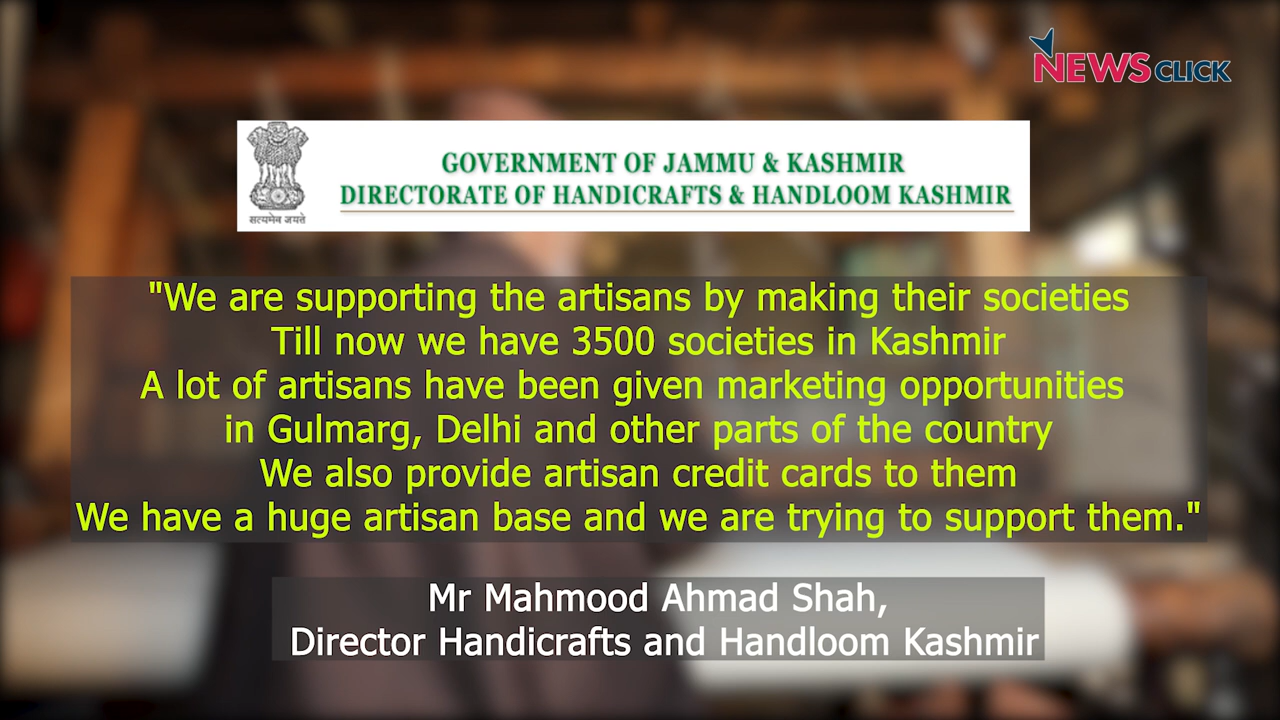 NEWSCLICK
GOVERNMENT OF JAMMU & KASHMIR
DIRECTORATE OF HANDICRAFTS & HANDLOOM KASHMIR
सत्यमेव जयते
"We are supporting the artisans by making their societies
Till now we have 3500 societies in Kashmir
A lot of artisans have been given marketing opportunities
in Gulmarg, Delhi and other parts of the country
We also provide artisan credit cards to them
We have a huge artisan base and we are trying to support them."
Mr Mahmood Ahmad Shah,
Director Handicrafts and Handloom Kashmir